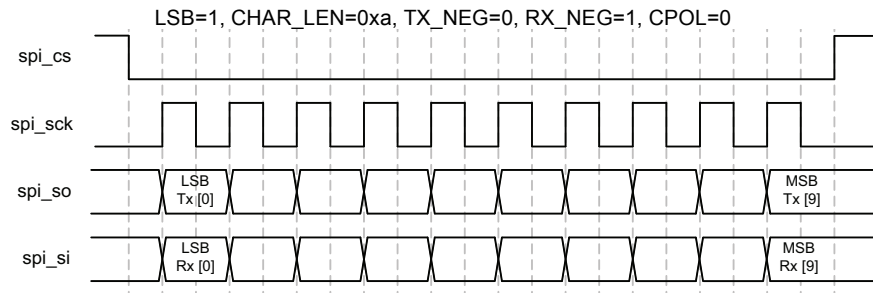 LSB=1, CHAR_LEN=0xa, TX_NEG=0, RX_NEG=1, CPOL=0
spi_cs
spi_sck
spi_so
LSB
Tx [0]
MSB
Tx [9]
spi_si
LSB
Rx [0]
MSB
Rx [9]